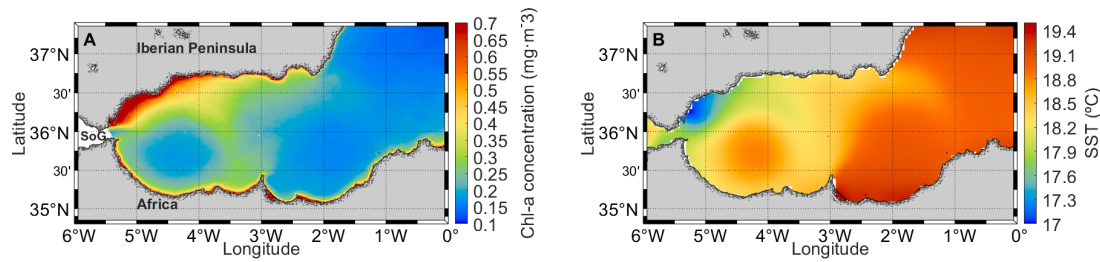 A
Iberian Peninsula
SoG
Africa
37°N
30'
36°N
30'
35°N
Latitude
6°W 5°W 4°W 3°W 2°W 1°W 0°
Longitude
0.7
0.65
0.6
0.55
0.5
0.45
0.4
0.35
0.3
0.25
0.2
0.15
0.1
Chl-a concentration (mg·m-3)
B
37°N
30'
36°N
30'
35°N
Latitude
6°W 5°W 4°W 3°W 2°W 1°W 0°
Longitude
19.4
19.1
18.8
18.5
18.2
17.9
17.6
17.3
17
SST (ºC)